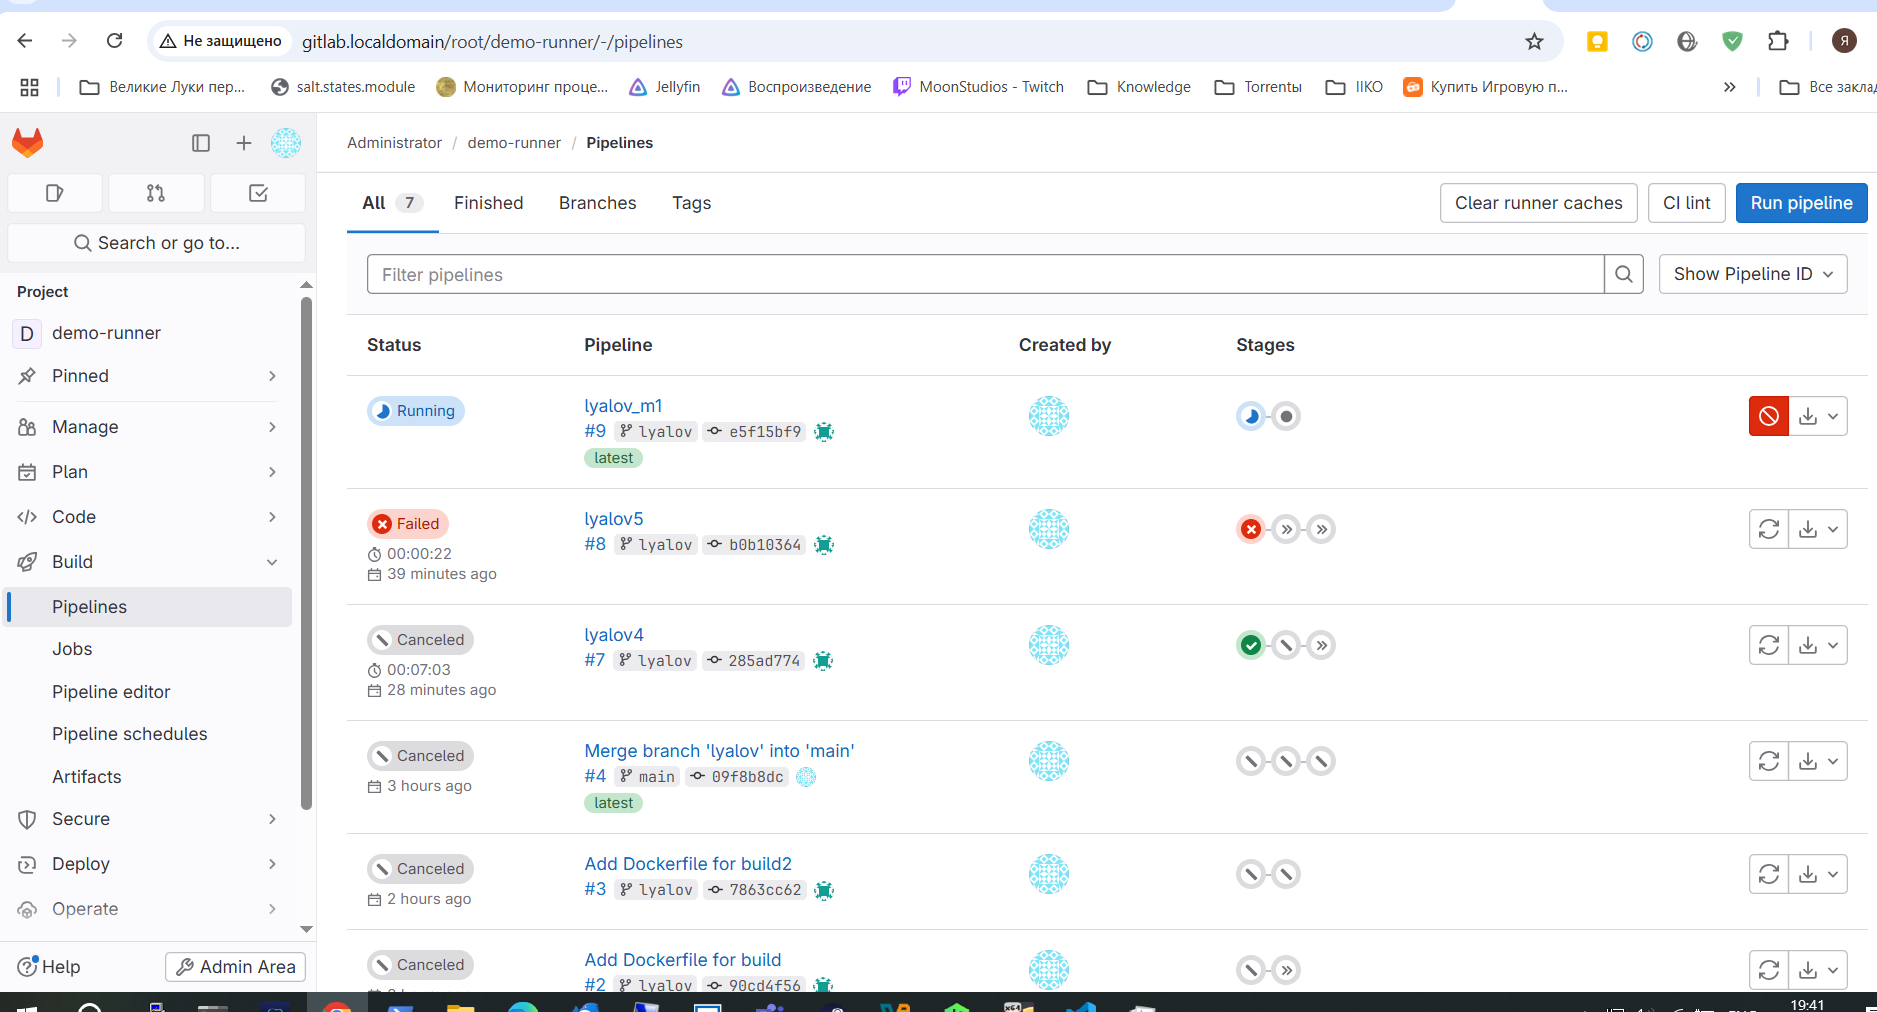 Не защищено
gitlab.localdomain/root/demo-runner/-/pipelines
Я
Великие Луки пер...
salt.states.module
Мониторинг проце...
Jellyfin
Воспроизведение
MoonStudios - Twitch
Knowledge
Torrentы
IIKO
Купить Игровую п...
»
Все заклад
Administrator / demo-runner / Pipelines
Search or go to...
Project
D demo-runner
Pinned
Manage
Plan
Code
Build
Pipelines
Jobs
Pipeline editor
Pipeline schedules
Artifacts
Secure
Deploy
Operate
Help
Admin Area
All 7
Finished
Branches
Tags
Clear runner caches
CI lint
Run pipeline
Filter pipelines
Show Pipeline ID
Status
Pipeline
Created by
Stages
Running
lyalov_m1
#9 lyalov e5f15bf9
latest
Failed
00:00:22
39 minutes ago
lyalov5
#8 lyalov b0b10364
Canceled
00:07:03
28 minutes ago
lyalov4
#7 lyalov 285ad774
Canceled
3 hours ago
Merge branch 'lyalov' into 'main'
#4 main 09f8b8dc
latest
Canceled
2 hours ago
Add Dockerfile for build2
#3 lyalov 7863cc62
Canceled
Add Dockerfile for build
#2 lyalov 90cd4f56
19:41